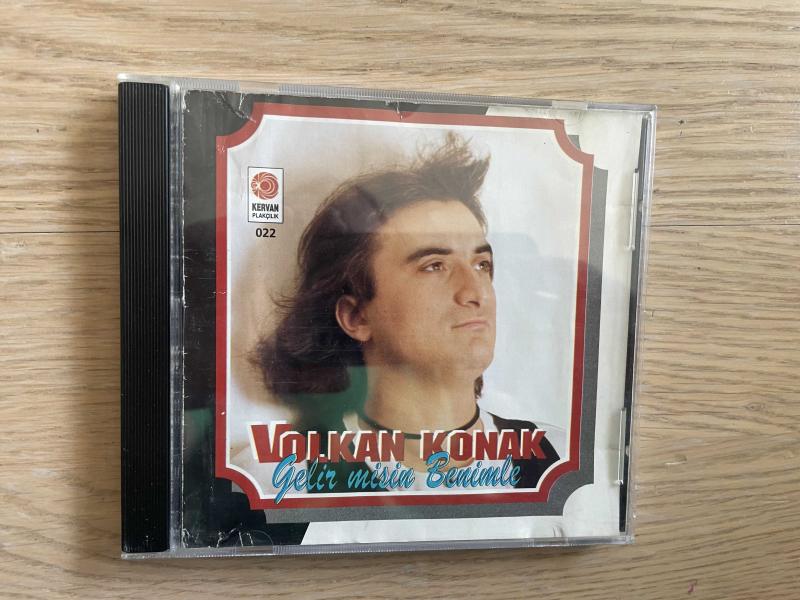 KERVAN
PLAKÇILIK
022
VOLKAN KONAK
Gelir misin Benimle